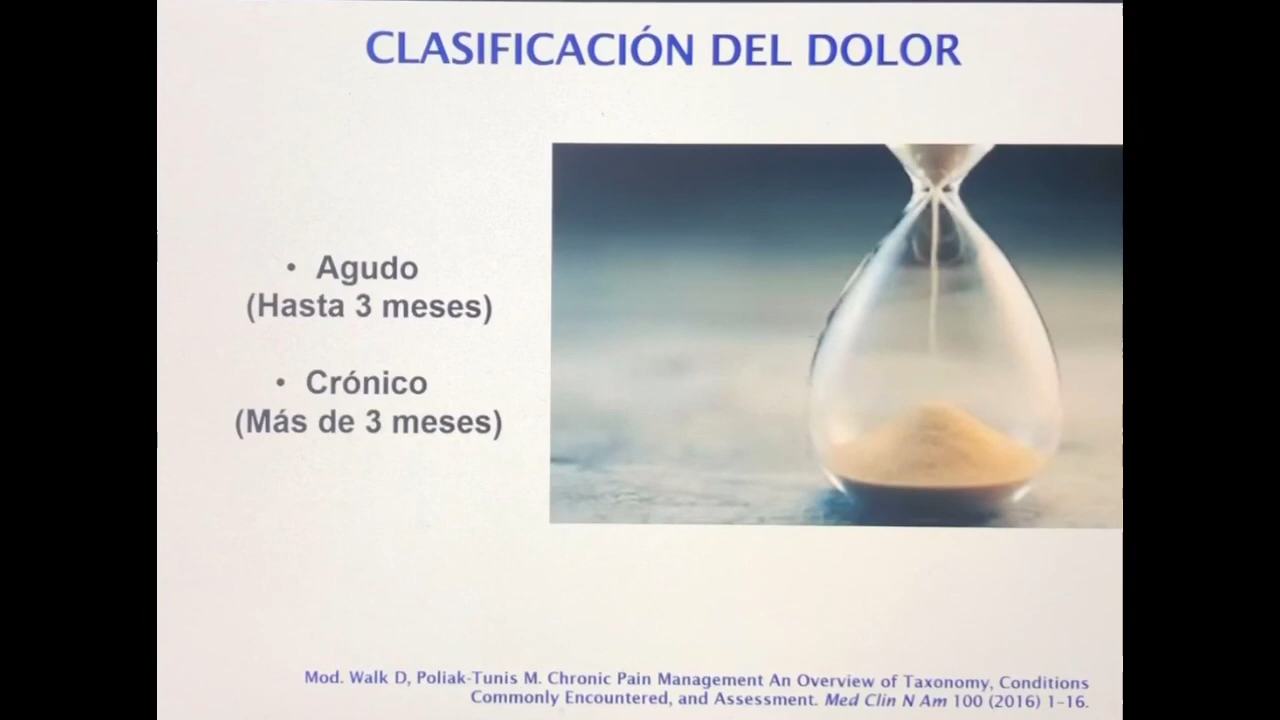 CLASIFICACIÓN DEL DOLOR
• Agudo
(Hasta 3 meses)
• Crónico
(Más de 3 meses)
Mod. Walk D, Poliak-Tunis M. Chronic Pain Management An Overview of Taxonomy, Conditions
Commonly Encountered, and Assessment. Med Clin N Am 100 (2016) 1-16.